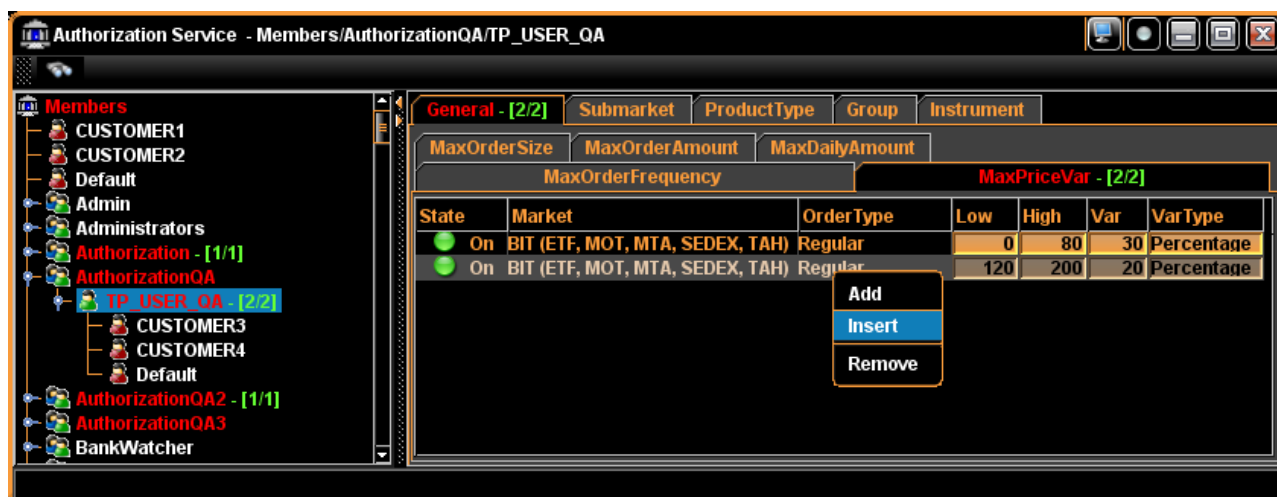 Authorization Service - Members/AuthorizationQA/TP_USER_QA
Members
CUSTOMER1
CUSTOMER2
Default
Admin
Administrators
Authorization - [1/1]
AuthorizationQA
TP_USER_QA - [2/2]
CUSTOMER3
CUSTOMER4
Default
AuthorizationQA2 - [1/1]
AuthorizationQA3
BankWatcher
General - [2/2] Submarket ProductType Group Instrument
MaxOrderSize MaxOrderAmount MaxDailyAmount
MaxOrderFrequency MaxPriceVar - [2/2]
State Market OrderType Low High Var VarType
On BIT (ETF, MOT, MTA, SEDEX, TAH) Regular 0 80 30 Percentage
On BIT (ETF, MOT, MTA, SEDEX, TAH) Regular 120 200 20 Percentage
Add
Insert
Remove